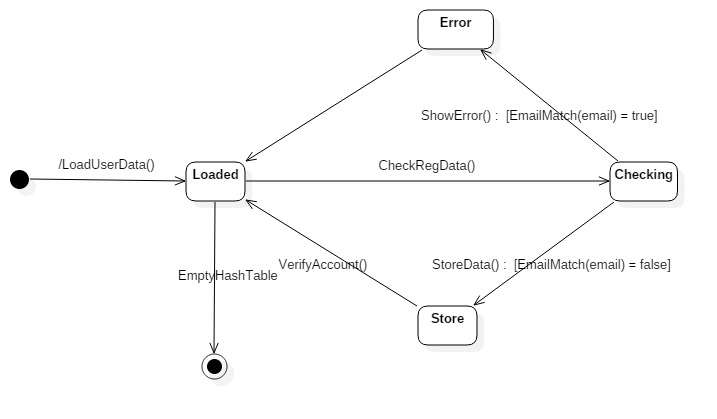 Error
ShowError() :  [EmailMatch(email) = true]
/LoadUserData()
CheckRegData()
Loaded
Checking
VerifyAccount()
StoreData() :  [EmailMatch(email) = false]
EmptyHashTable
Store